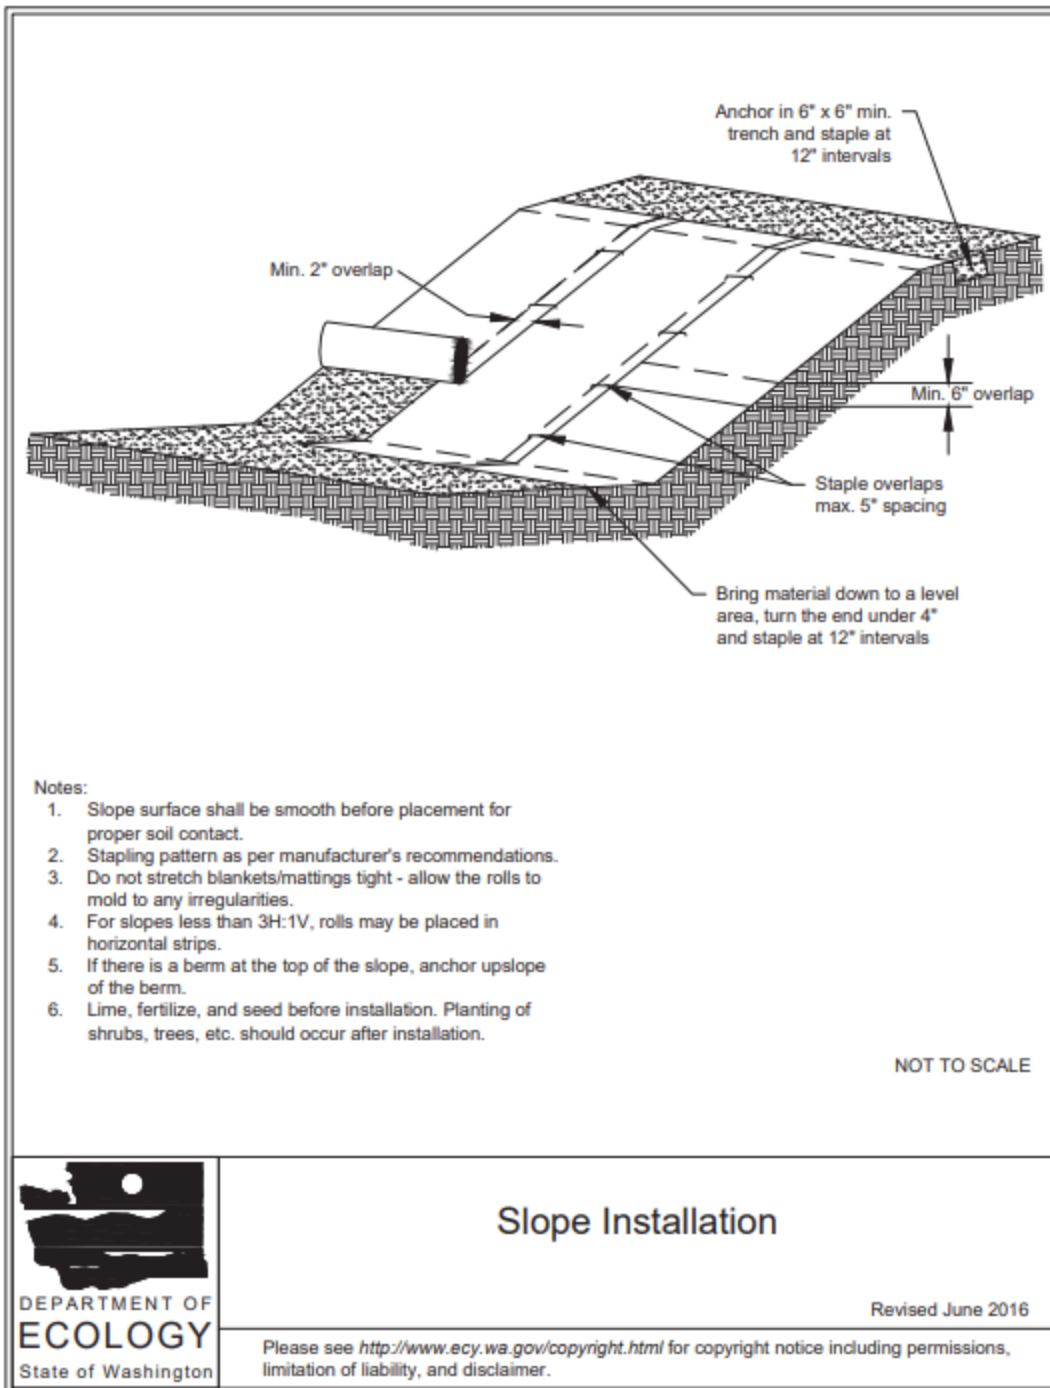 Anchor in 6" x 6" min.
trench and staple at
12" intervals
Min. 2" overlap
Min. 6" overlap
Staple overlaps
max. 5" spacing
Bring material down to a level
area, turn the end under 4"
and staple at 12" intervals
Notes:
1. Slope surface shall be smooth before placement for
proper soil contact.
2. Stapling pattern as per manufacturer's recommendations.
3. Do not stretch blankets/mattings tight - allow the rolls to
mold to any irregularities.
4. For slopes less than 3H:1V, rolls may be placed in
horizontal strips.
5. If there is a berm at the top of the slope, anchor upslope
of the berm.
6. Lime, fertilize, and seed before installation. Planting of
shrubs, trees, etc. should occur after installation.
NOT TO SCALE
DEPARTMENT OF
ECOLOGY
State of Washington
Slope Installation
Revised June 2016
Please see http://www.ecy.wa.gov/copyright.html for copyright notice including permissions,
limitation of liability, and disclaimer.